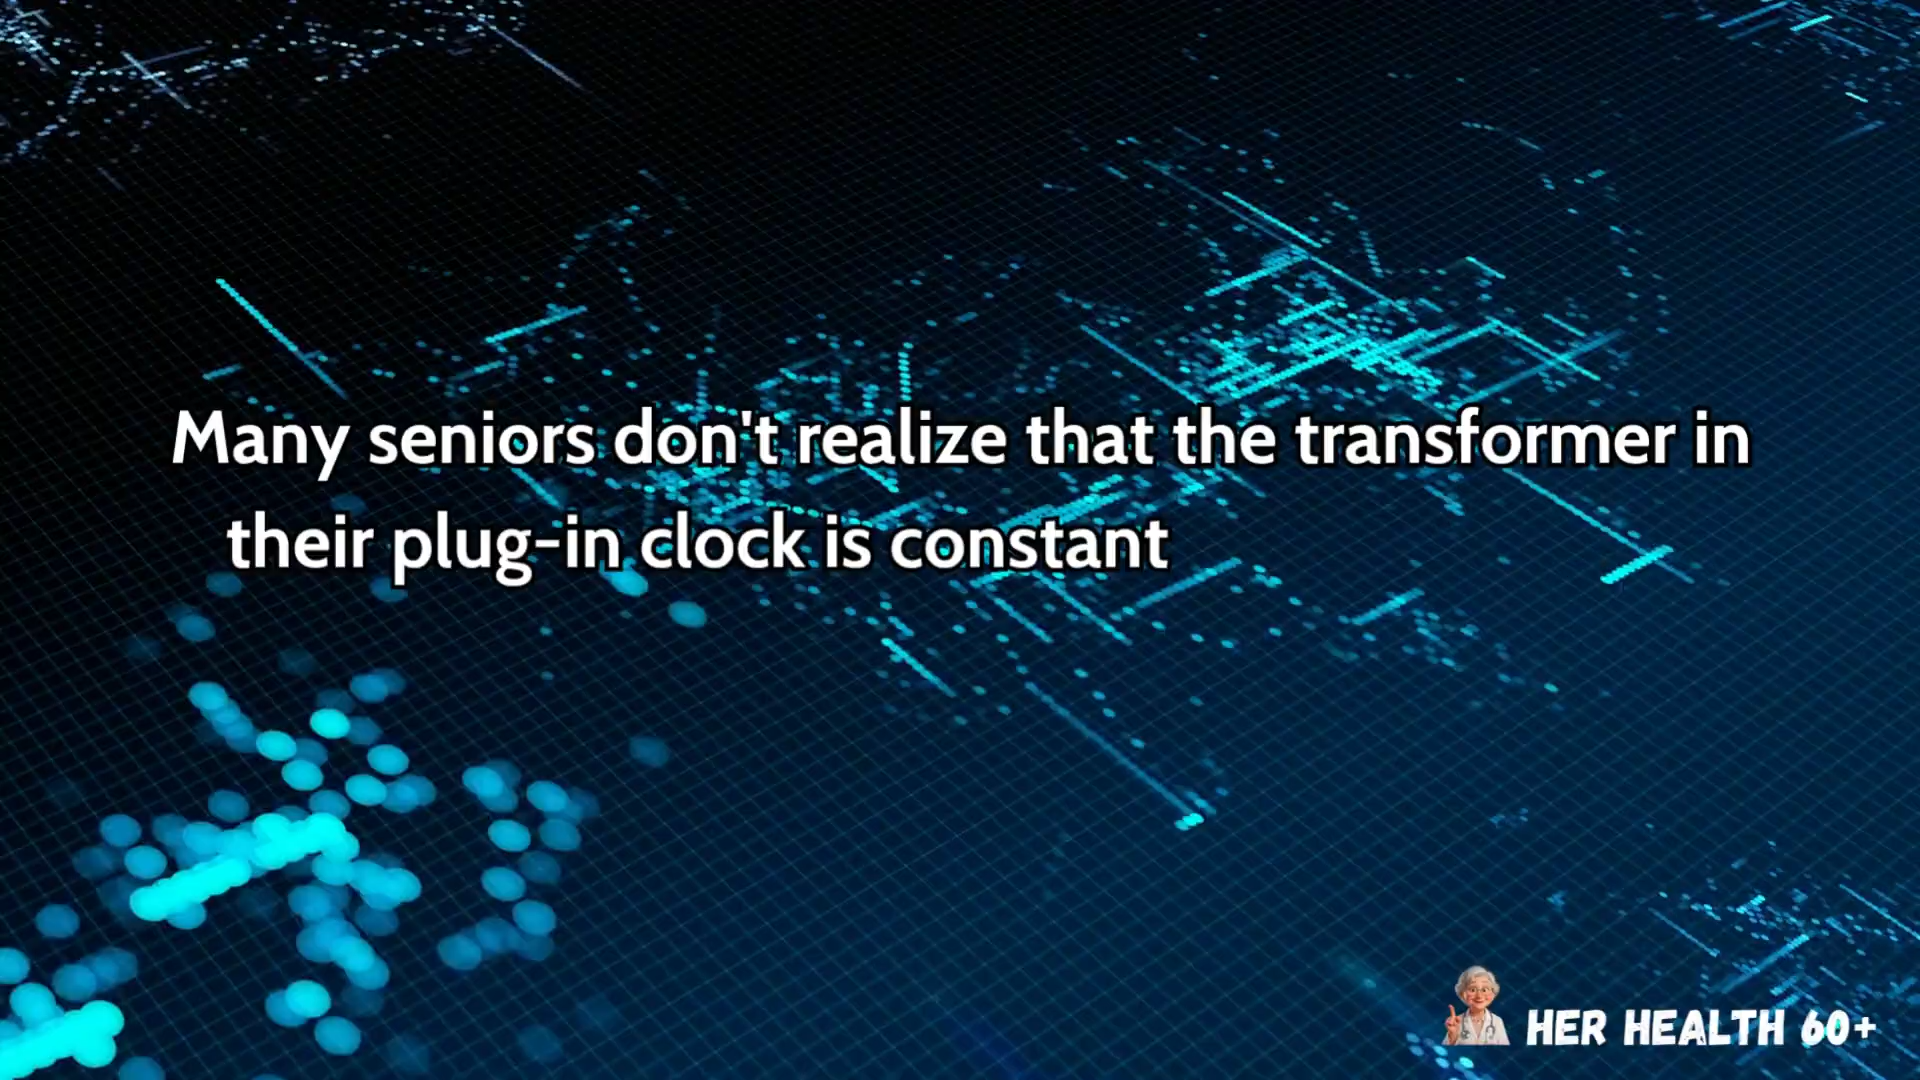 Many seniors don't realize that the transformer in
their plug-in clock is constant
HER HEALTH 60+